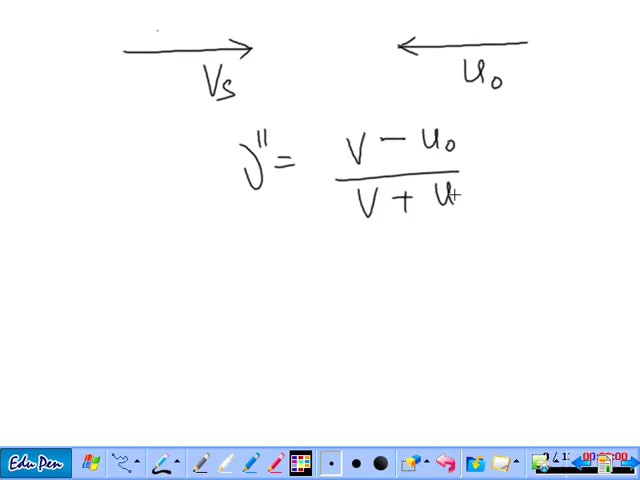 Vs
u₀
ν'' = V − u₀
V + u
Edu Pen